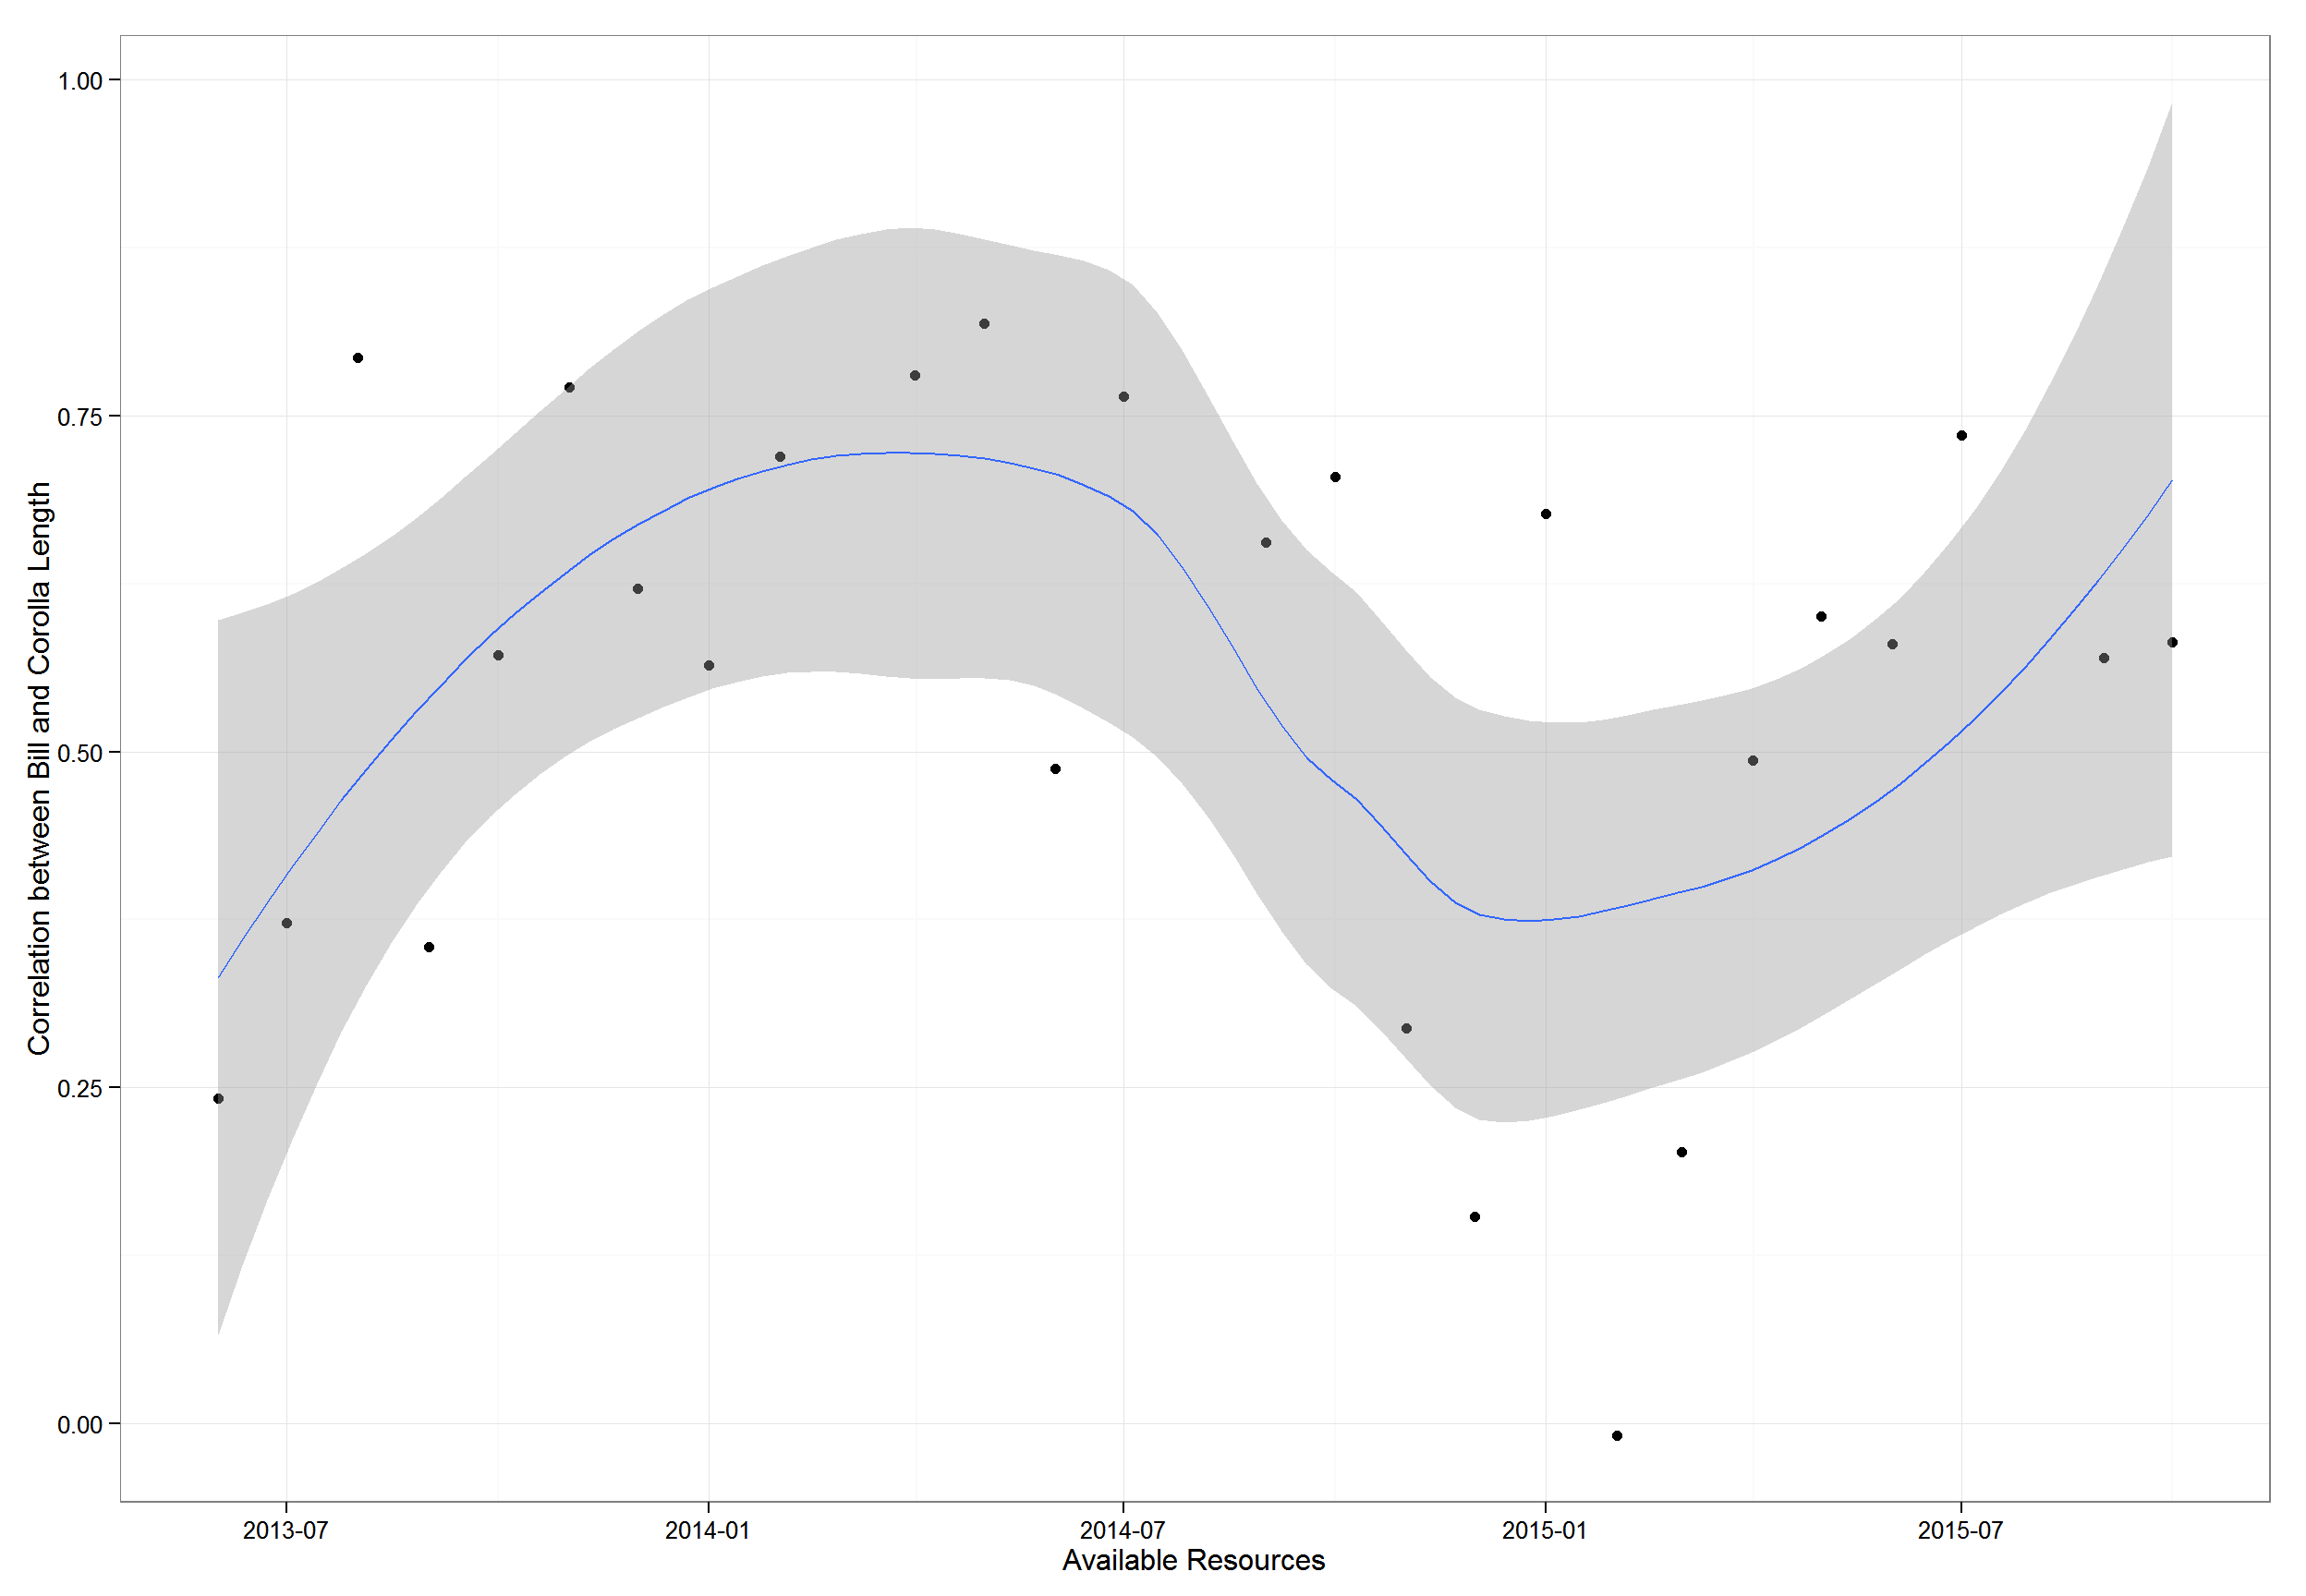 Correlation between Bill and Corolla Length
1.00
0.75
0.50
0.25
0.00
2013-07 2014-01 2014-07 2015-01 2015-07
Available Resources